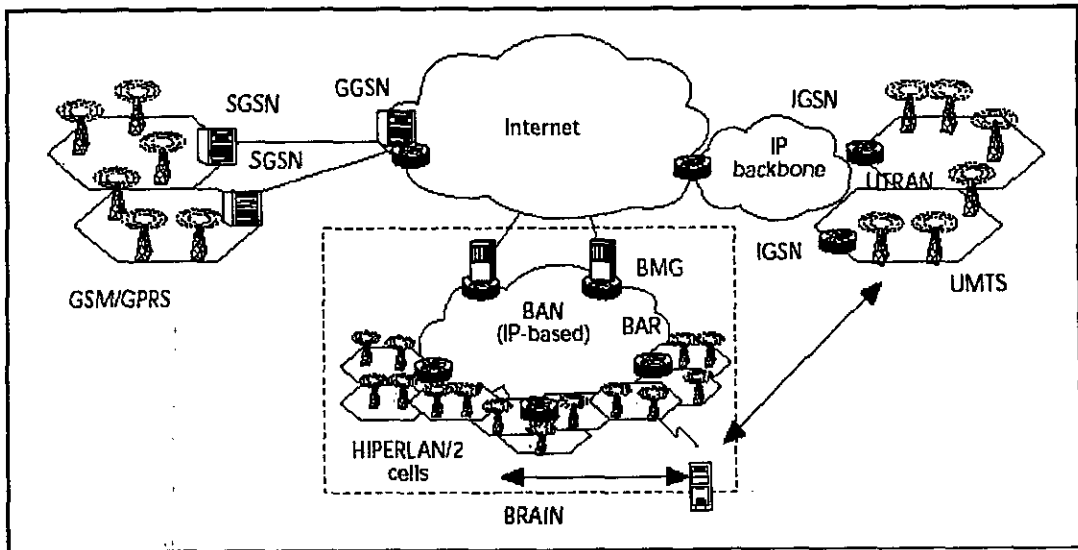 SGSN
GGSN
SGSN
Internet
IGSN
IP
backbone
UTRAN
IGSN
UMTS
GSM/GPRS
BMG
BAN
(IP-based)
BAR
HIPERLAN/2
cells
BRAIN